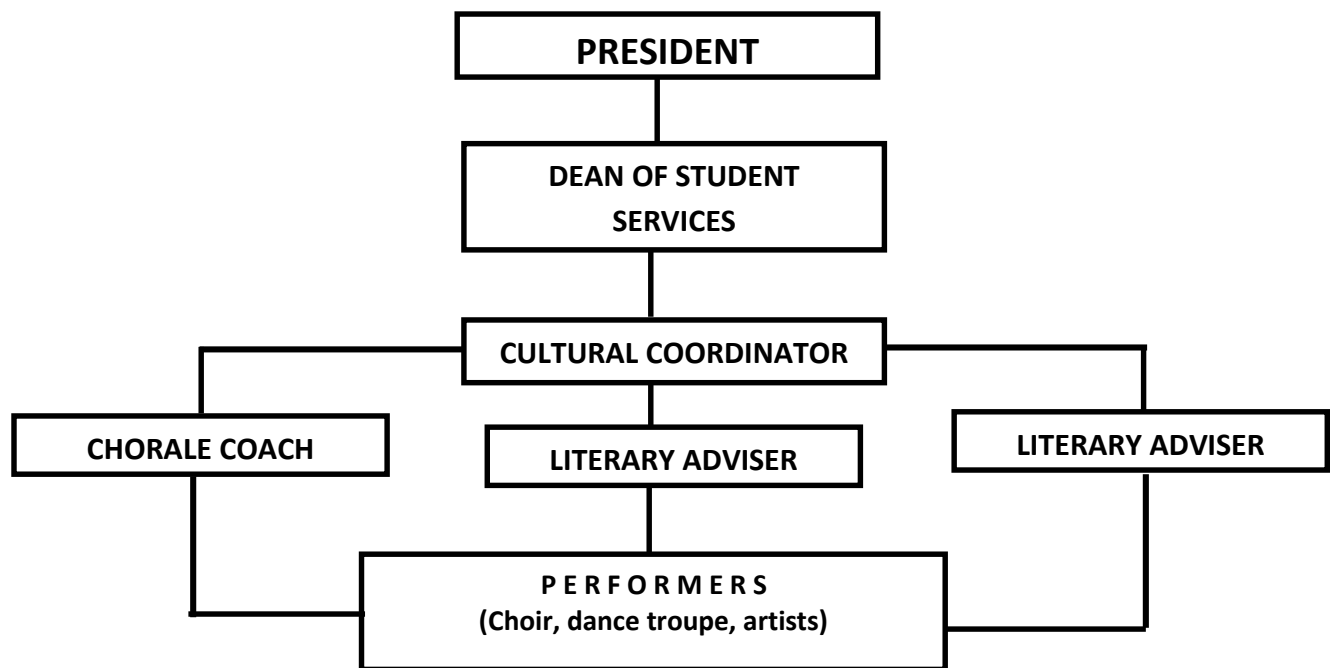 PRESIDENT
DEAN OF STUDENT
SERVICES
CULTURAL COORDINATOR
CHORALE COACH
LITERARY ADVISER
LITERARY ADVISER
P E R F O R M E R S
(Choir, dance troupe, artists)